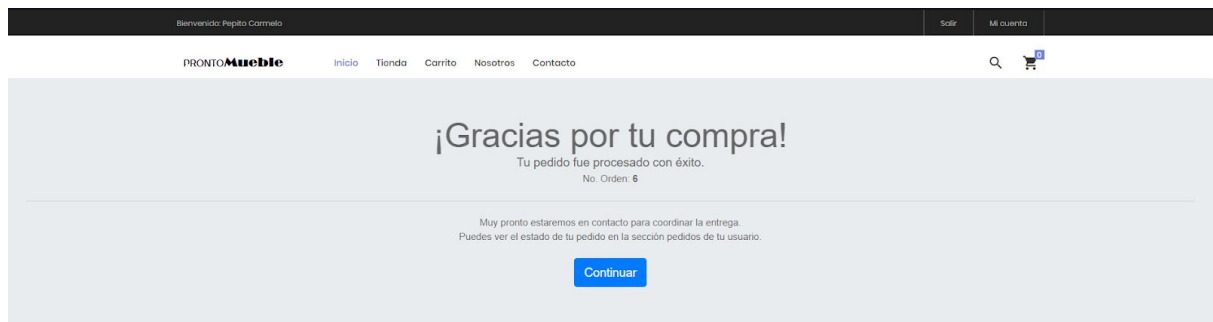 Bienvenido: Pepito Carmelo Salir Mi cuenta
PRONTOMueble Inicio Tienda Carrito Nosotros Contacto 0
¡Gracias por tu compra!
Tu pedido fue procesado con éxito.
No. Orden: 6
Muy pronto estaremos en contacto para coordinar la entrega.
Puedes ver el estado de tu pedido en la sección pedidos de tu usuario.
Continuar